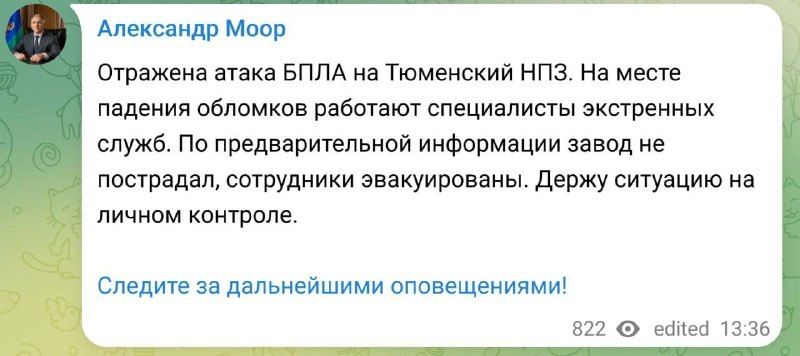 Александр Моор
Отражена атака БПЛА на Тюменский НПЗ. На месте
падения обломков работают специалисты экстренных
служб. По предварительной информации завод не
пострадал, сотрудники эвакуированы. Держу ситуацию на
личном контроле.
Следите за дальнейшими оповещениями!
822 edited 13:36